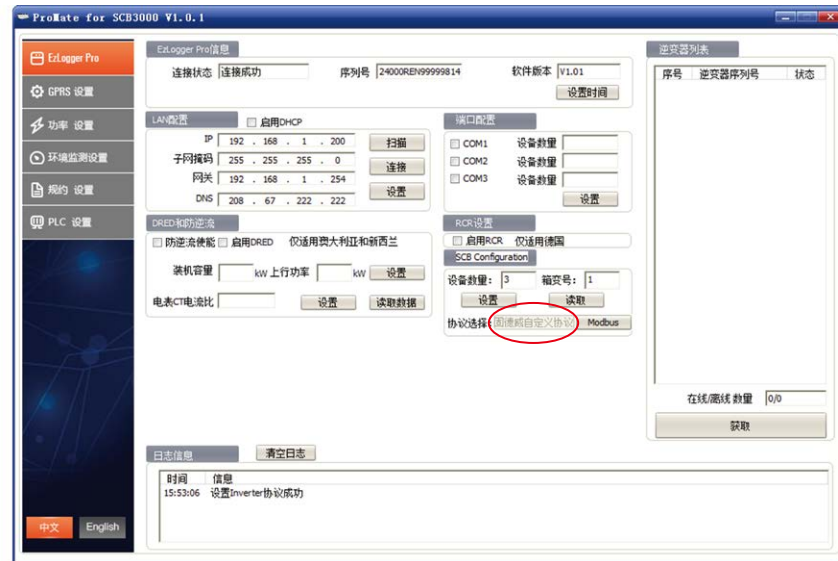 ProMate for SCB3000 V1.0.1
EzLogger Pro
GPRS 设置
功率 设置
环境监测设置
规约 设置
PLC 设置
中文
English
EzLogger Pro信息
连接状态 连接成功 序列号 24000REN99999814 软件版本 V1.01
设置时间
LAN配置 启用DHCP
IP 192 . 168 . 1 . 200 扫描
子网掩码 255 . 255 . 255 . 0 连接
网关 192 . 168 . 1 . 254
DNS 208 . 67 . 222 . 222 设置
端口配置
COM1 设备数量
COM2 设备数量
COM3 设备数量
设置
DRED和防逆流
防逆流使能 启用DRED 仅适用澳大利亚和新西兰
装机容量 kW 上行功率 kW 设置
电表CT电流比 设置 读取数据
RCR设置
启用RCR 仅适用德国
SCB Configuration
设备数量: 3 箱变号: 1
设置 读取
协议选择: 固德威自定义协议 Modbus
逆变器列表
序号 逆变器序列号 状态
在线/离线 数量 0/0
获取
日志信息 清空日志
时间 信息
15:53:06 设置Inverter协议成功